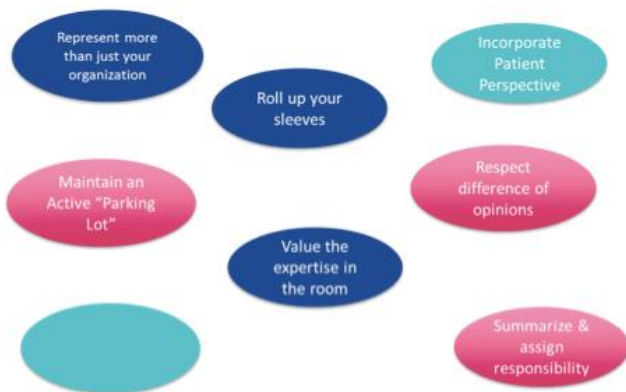 Represent more
than just your
organization
Incorporate
Patient
Perspective
Roll up your
sleeves
Maintain an
Active "Parking
Lot"
Respect
difference of
opinions
Value the
expertise in
the room
Summarize &
assign
responsibility